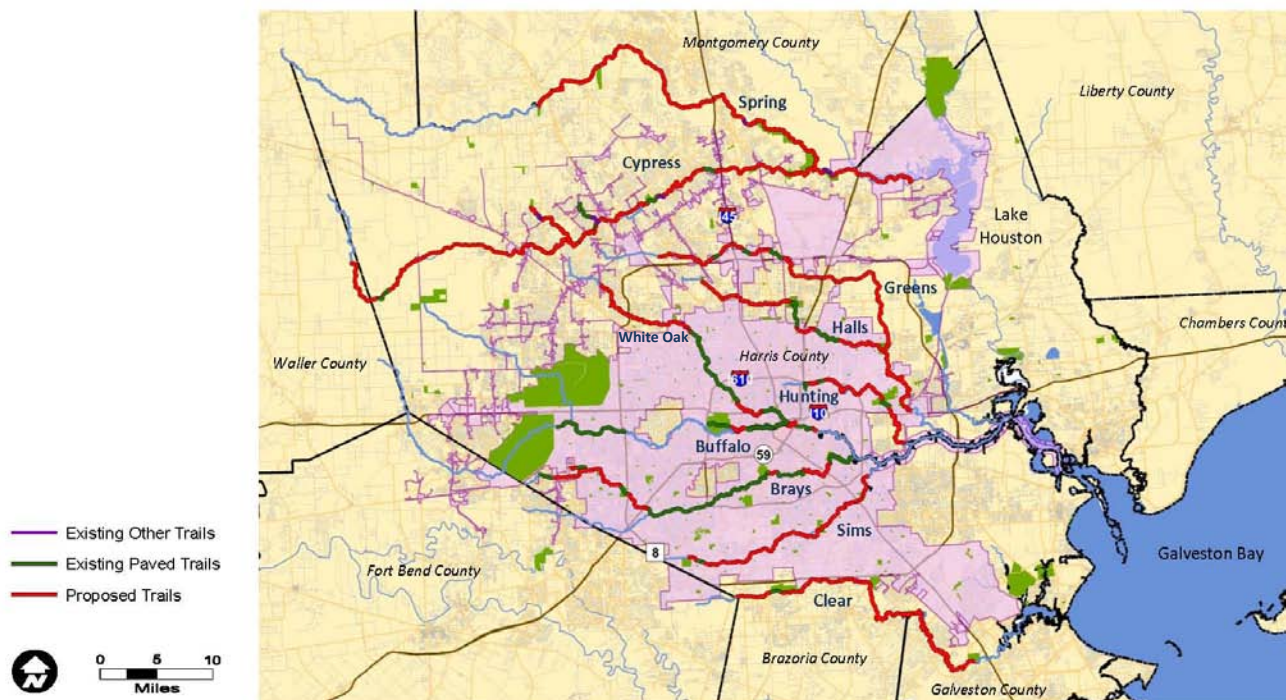 Montgomery County
Liberty County
Spring
Cypress
45
Lake
Houston
Greens
Halls
Chambers Count
White Oak
Harris County
Waller County
610
Hunting
10
Buffalo
59
Brays
Existing Other Trails
Sims
8
Galveston Bay
Existing Paved Trails
Fort Bend County
Proposed Trails
Clear
N
0 5 10
Miles
Brazoria County
Galveston County